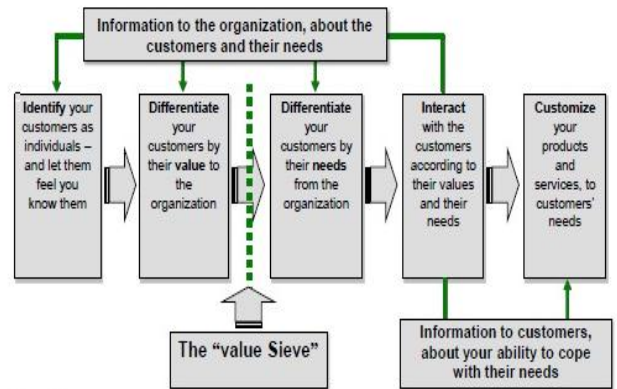 Information to the organization, about the
customers and their needs
Identify your
customers as
individuals –
and let them
feel you
know them
Differentiate
your
customers by
their value to
the
organization
Differentiate
your
customers by
their needs
from the
organization
Interact
with the
customers
according to
their values
and their
needs
Customize
your
products
and
services, to
customers'
needs
The “value Sieve”
Information to customers,
about your ability to cope
with their needs